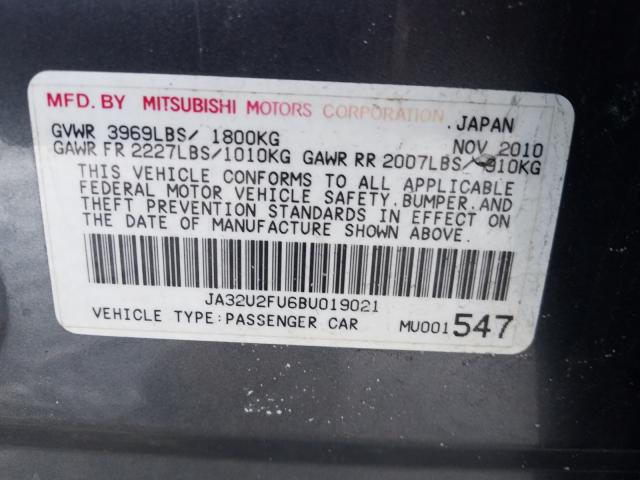 MFD. BY MITSUBISHI MOTORS CORPORATION. JAPAN
GVWR 3969LBS/ 1800KG NOV 2010
GAWR FR 2227LBS/1010KG GAWR RR 2007LBS/ 910KG
THIS VEHICLE CONFORMS TO ALL APPLICABLE
FEDERAL MOTOR VEHICLE SAFETY, BUMPER, AND
THEFT PREVENTION STANDARDS IN EFFECT ON
THE DATE OF MANUFACTURE SHOWN ABOVE.
JA32U2FU6BU019021
VEHICLE TYPE:PASSENGER CAR MU001547